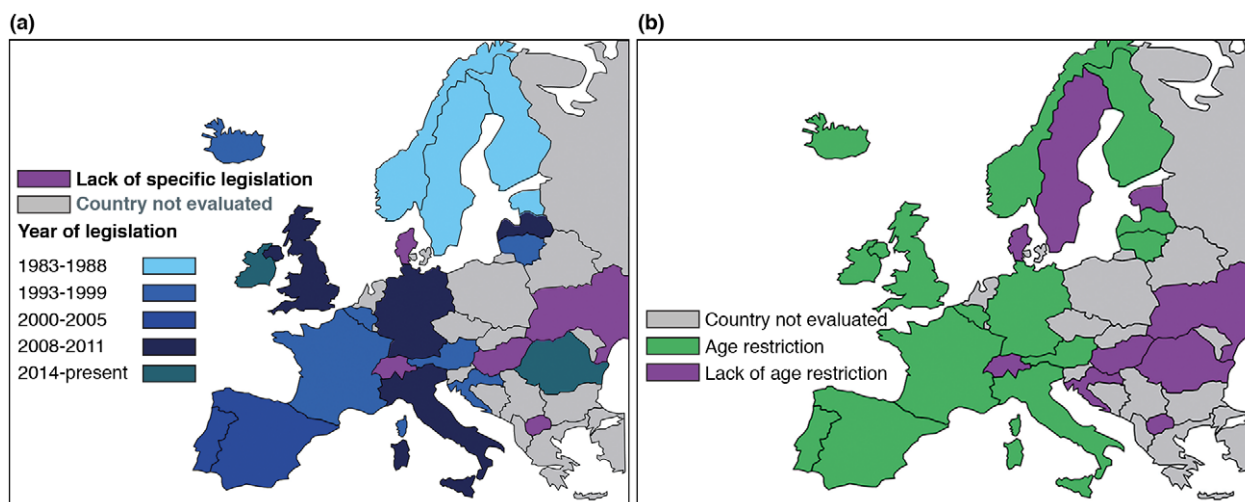 (a)
Lack of specific legislation
Country not evaluated
Year of legislation
1983-1988
1993-1999
2000-2005
2008-2011
2014-present
(b)
Country not evaluated
Age restriction
Lack of age restriction